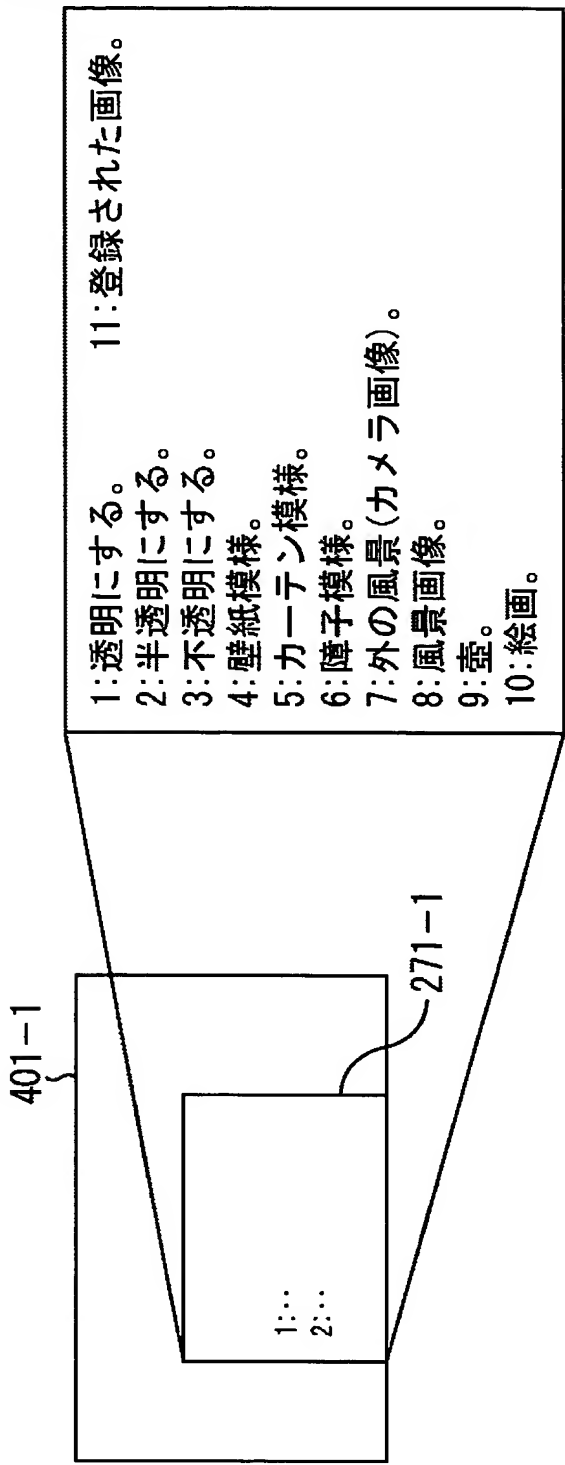 401-1
271-1
1:‥
2:‥
1:透明にする。
2:半透明にする。
3:不透明にする。
4:壁紙模様。
5:カーテン模様。
6:障子模様。
7:外の風景(カメラ画像)。
8:風景画像。
9:壺。
10:絵画。
11:登録された画像。